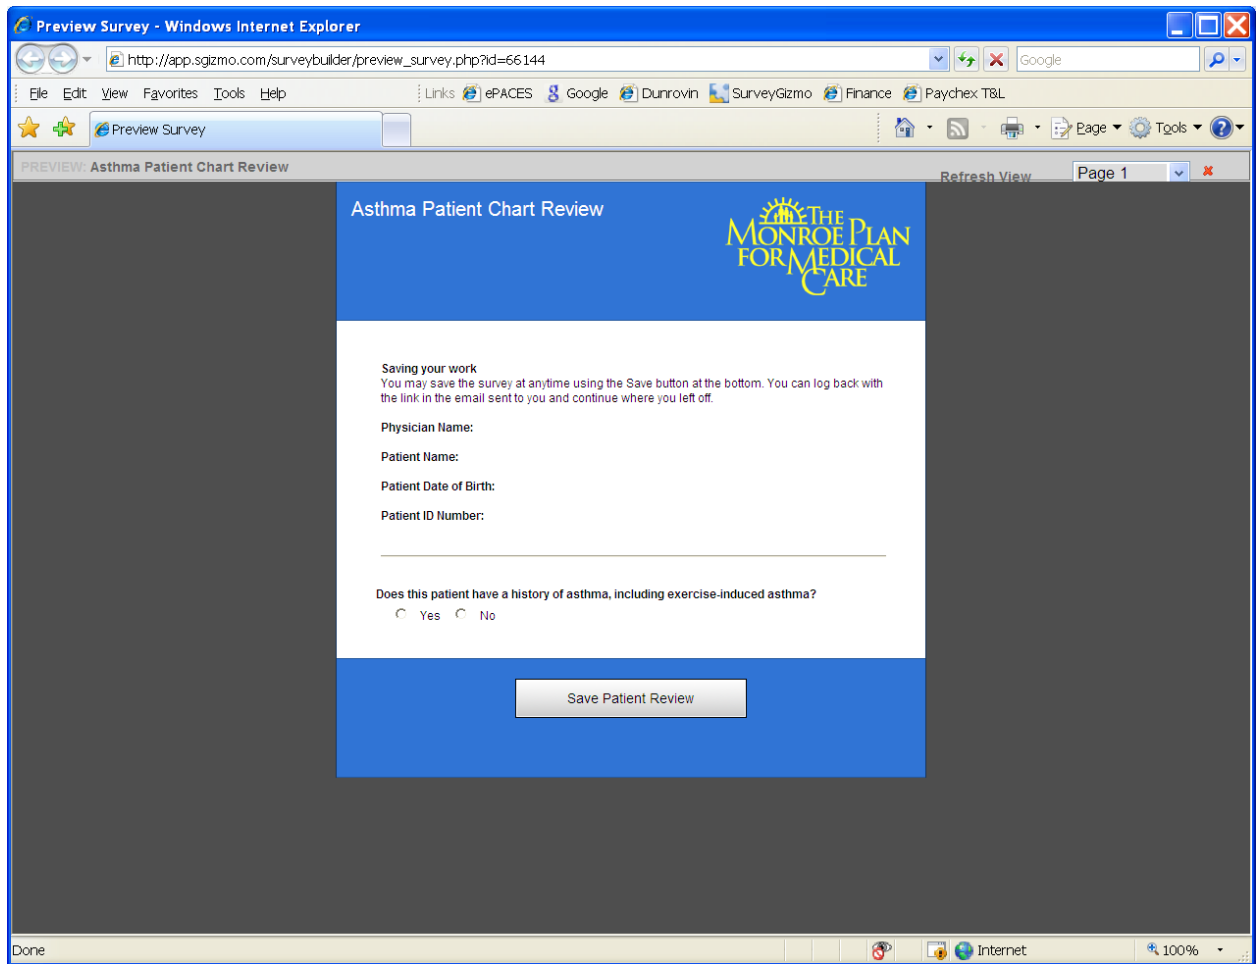 Preview Survey - Windows Internet Explorer
http://app.sgizmo.com/surveybuilder/preview_survey.php?id=66144
Google
File Edit View Favorites Tools Help
Links ePACES Google Dunrovin SurveyGizmo Finance Paychex T&L
Preview Survey
Page Tools
PREVIEW: Asthma Patient Chart Review
Refresh View
Page 1
Asthma Patient Chart Review
THE
MONROE PLAN
FOR MEDICAL
CARE
Saving your work
You may save the survey at anytime using the Save button at the bottom. You can log back with
the link in the email sent to you and continue where you left off.
Physician Name:
Patient Name:
Patient Date of Birth:
Patient ID Number:
Does this patient have a history of asthma, including exercise-induced asthma?
Yes No
Save Patient Review
Done
Internet
100%